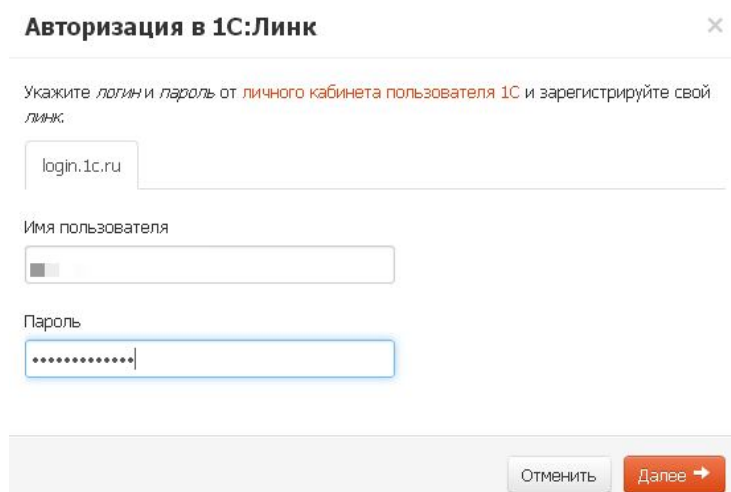 Авторизация в 1С:Линк
Укажите логин и пароль от личного кабинета пользователя 1С и зарегистрируйте свой
линк.
login.1c.ru
Имя пользователя
Пароль
Отменить
Далее